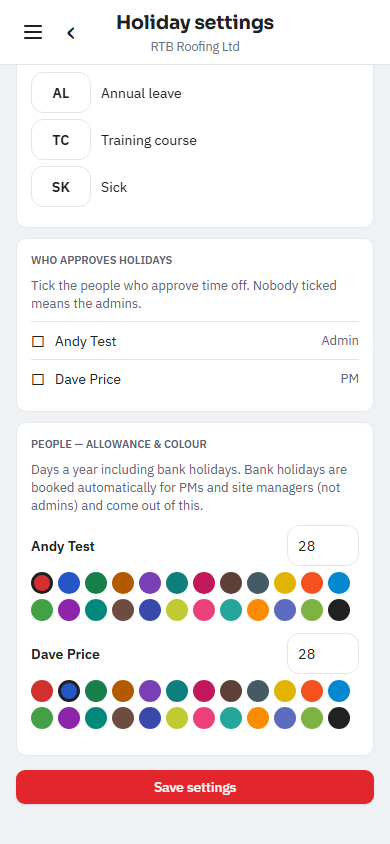 Holiday settings
RTB Roofing Ltd
AL Annual leave
TC Training course
SK Sick
WHO APPROVES HOLIDAYS
Tick the people who approve time off. Nobody ticked
means the admins.
Andy Test Admin
Dave Price PM
PEOPLE — ALLOWANCE & COLOUR
Days a year including bank holidays. Bank holidays are
booked automatically for PMs and site managers (not
admins) and come out of this.
Andy Test 28
Dave Price 28
Save settings